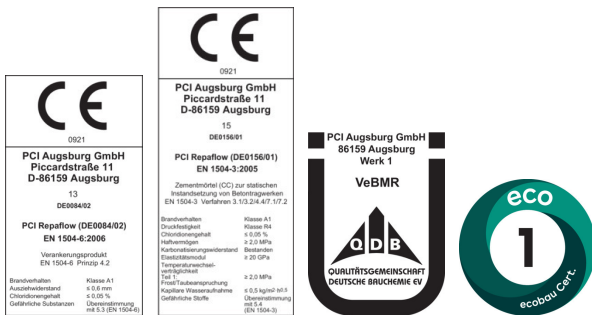 CE
0921
PCI Augsburg GmbH
Piccardstraße 11
D-86159 Augsburg
13
DE0084/02
PCI Repaflow (DE0084/02)
EN 1504-6:2006
Verankerungsprodukt
EN 1504-6 Prinzip 4.2
Brandverhalten Klasse A1
Ausziehwiderstand ≤ 0,6 mm
Chloridionengehalt ≤ 0,05 %
Gefährliche Substanzen Übereinstimmung
mit 5.3 (EN 1504-6)
CE
0921
PCI Augsburg GmbH
Piccardstraße 11
D-86159 Augsburg
15
DE0156/01
PCI Repaflow (DE0156/01)
EN 1504-3:2005
Zementmörtel (CC) zur statischen
Instandsetzung von Betontragwerken
EN 1504-3 Verfahren 3.1/3.2/4.4/7.1/7.2
Brandverhalten Klasse A1
Druckfestigkeit Klasse R4
Chloridionengehalt ≤ 0,05 %
Haftvermögen ≥ 2,0 MPa
Karbonatisierungswiderstand Bestanden
Elastizitätsmodul ≥ 20 GPa
Temperaturwechsel-
verträglichkeit
Teil 1: ≥ 2,0 MPa
Frost/Taubeanspruchung
Kapillare Wasseraufnahme ≤ 0,5 kg/m² h0.5
Gefährliche Stoffe Übereinstimmung
mit 5.4
(EN 1504-3)
PCI Augsburg GmbH
86159 Augsburg
Werk 1
VeBMR
QDB
QUALITÄTSGEMEINSCHAFT
DEUTSCHE BAUCHEMIE EV
eco
1
ecobau Cert.